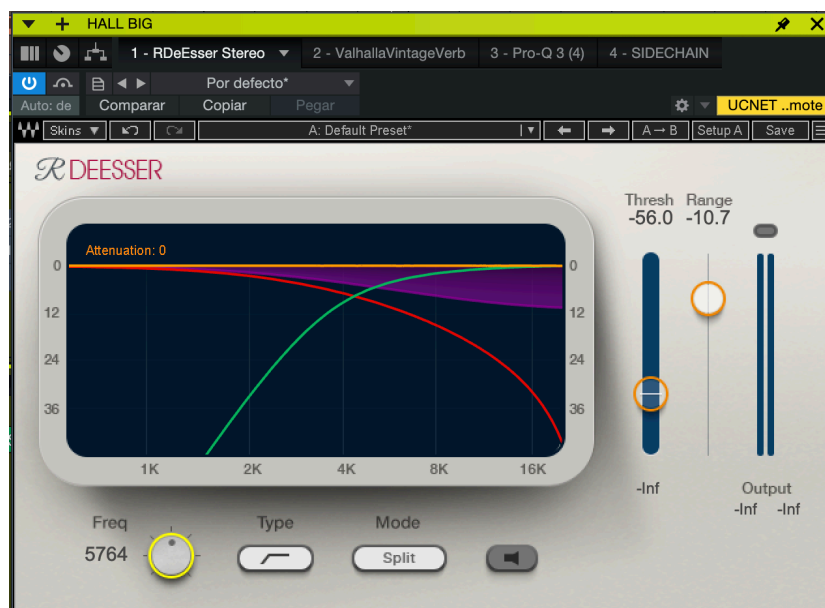 HALL BIG
1 - RDeEsser Stereo 2 - ValhallaVintageVerb 3 - Pro-Q 3 (4) 4 - SIDECHAIN
Por defecto*
Auto: de Comparar Copiar Pegar UCNET ..mote
Skins A: Default Preset* A → B Setup A Save
R DEESSER
Thresh Range
-56.0 -10.7
Attenuation: 0
0 0
12 12
24 24
36 36
1K 2K 4K 8K 16K
-Inf Output
-Inf -Inf
Freq Type Mode
5764 Split